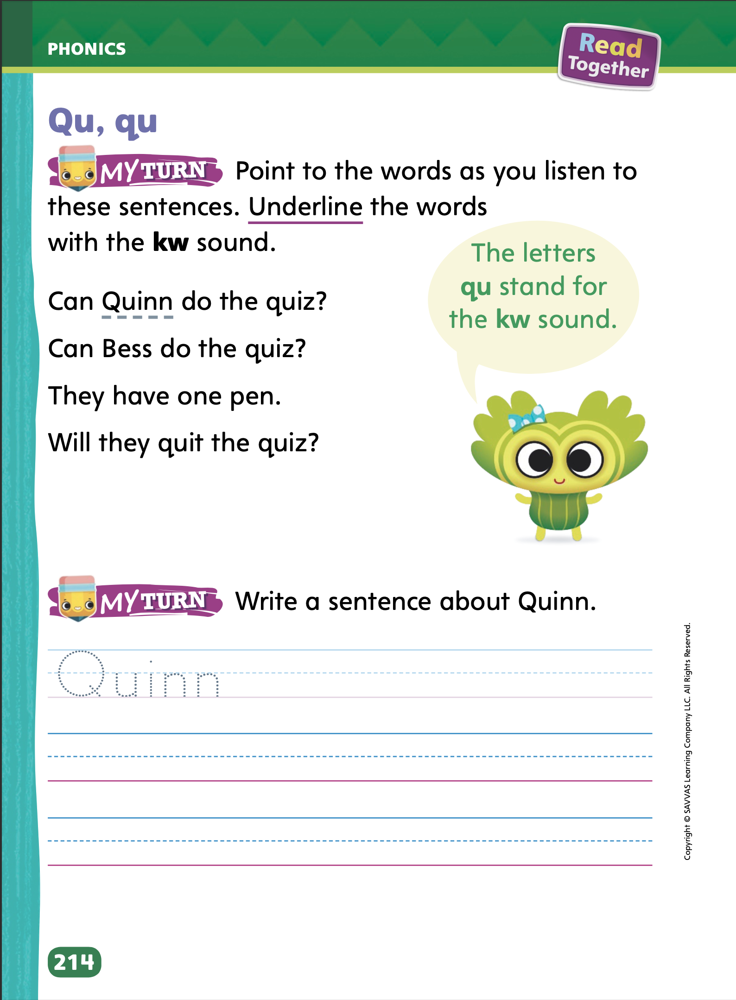 PHONICS
Read
Together
Qu, qu
MY TURN Point to the words as you listen to
these sentences. Underline the words
with the kw sound.
The letters
qu stand for
the kw sound.
Can Quinn do the quiz?
Can Bess do the quiz?
They have one pen.
Will they quit the quiz?
MY TURN Write a sentence about Quinn.
Quinn
Copyright © SAVVAS Learning Company LLC. All Rights Reserved.
214